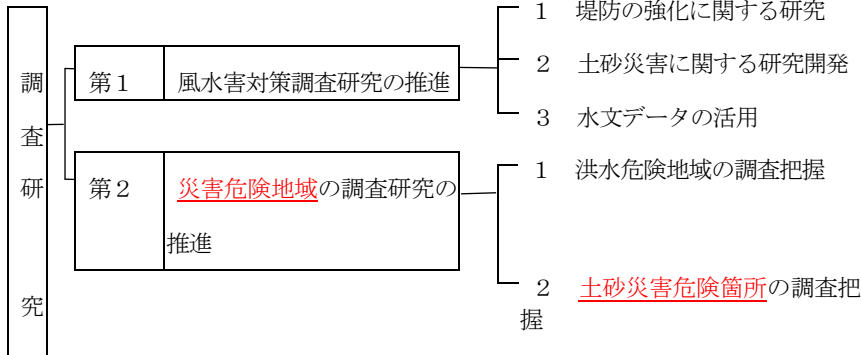 調査研究
第１ 風水害対策調査研究の推進
１ 堤防の強化に関する研究
２ 土砂災害に関する研究開発
３ 水文データの活用
第２ 災害危険地域の調査研究の
推進
１ 洪水危険地域の調査把握
２ 土砂災害危険箇所の調査把
握